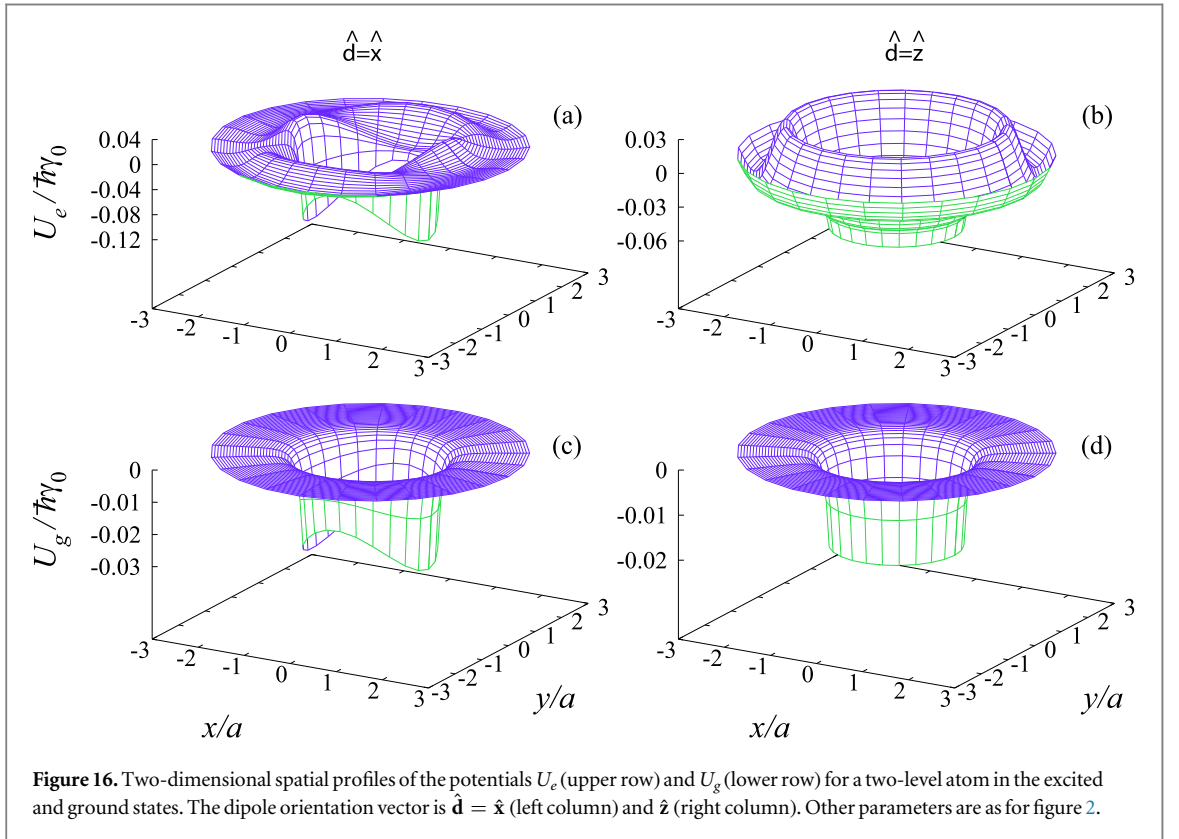 d̂=x̂ d̂=ẑ
(a) (b)
U_e/ħγ₀
0.04
0
-0.04
-0.08
-0.12
0.03
0
-0.03
-0.06
-3 -2 -1 0 1 2 3
-3 -2 -1 0 1 2 3
-3 -2 -1 0 1 2 3
-3 -2 -1 0 1 2 3
(c) (d)
U_g/ħγ₀
0
-0.01
-0.02
-0.03
0
-0.01
-0.02
-3 -2 -1 0 1 2 3
-3 -2 -1 0 1 2 3
-3 -2 -1 0 1 2 3
-3 -2 -1 0 1 2 3
x/a y/a x/a y/a
Figure 16. Two-dimensional spatial profiles of the potentials U_e (upper row) and U_g (lower row) for a two-level atom in the excited
and ground states. The dipole orientation vector is d̂ = x̂ (left column) and ẑ (right column). Other parameters are as for figure 2.